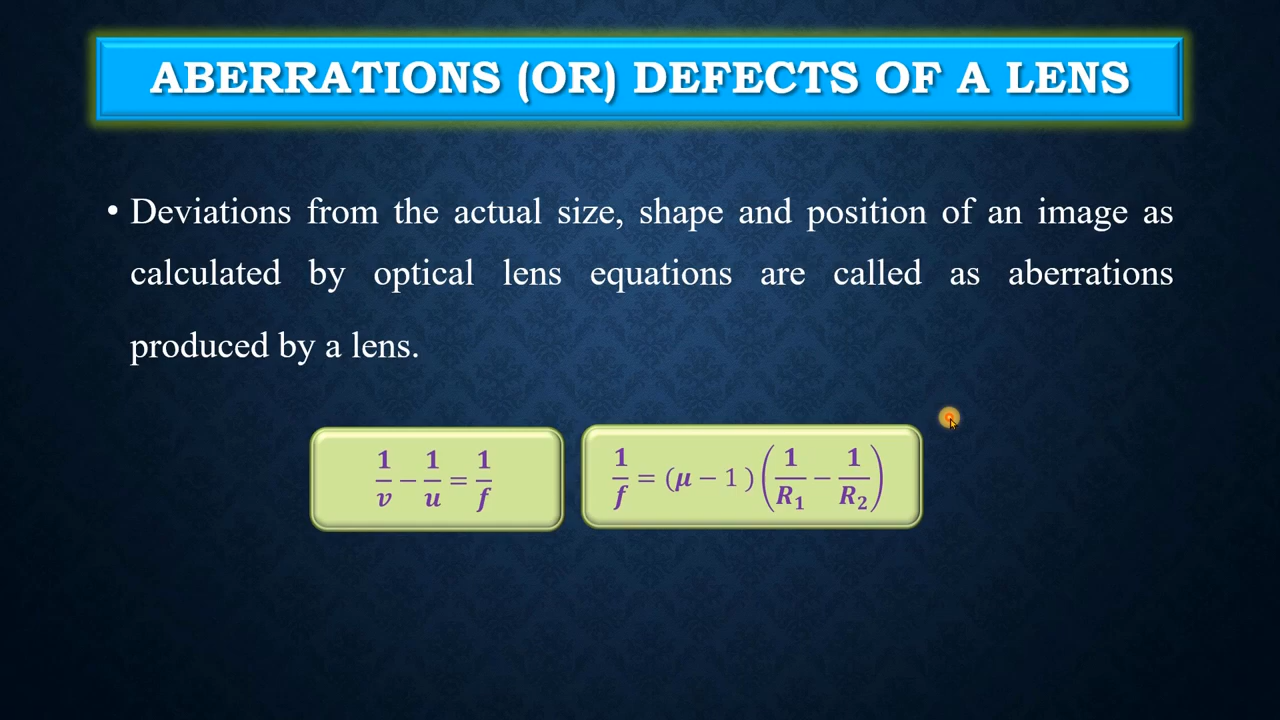 ABERRATIONS (OR) DEFECTS OF A LENS
• Deviations from the actual size, shape and position of an image as
calculated by optical lens equations are called as aberrations
produced by a lens.
1/v − 1/u = 1/f
1/f = (μ − 1 ) (1/R₁ − 1/R₂)